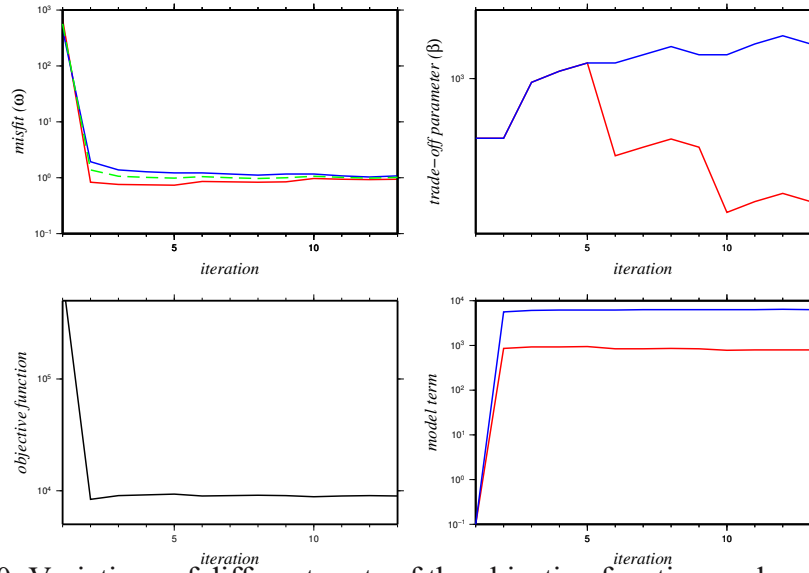 10³
10²
10¹
10⁰
10⁻¹
misfit (ω)
5 10
iteration
10³
trade−off parameter (β)
5 10
iteration
10⁵
10⁴
objective function
5 10
iteration
10⁴
10³
10²
10¹
10⁰
10⁻¹
model term
5 10
iteration